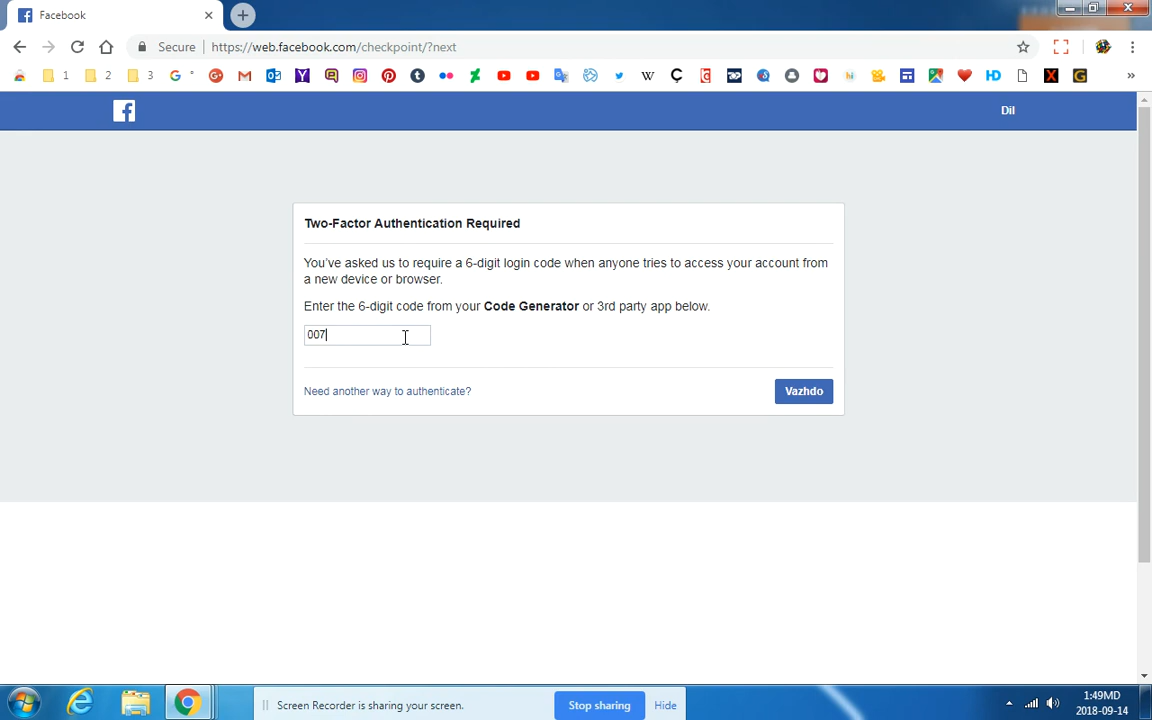 Facebook
Secure
https://web.facebook.com/checkpoint/?next
1
2
3
G
HD
X
G
Dil
Two-Factor Authentication Required
You've asked us to require a 6-digit login code when anyone tries to access your account from
a new device or browser.
Enter the 6-digit code from your Code Generator or 3rd party app below.
007
Need another way to authenticate?
Vazhdo
Screen Recorder is sharing your screen.
Stop sharing
Hide
1:49MD
2018-09-14